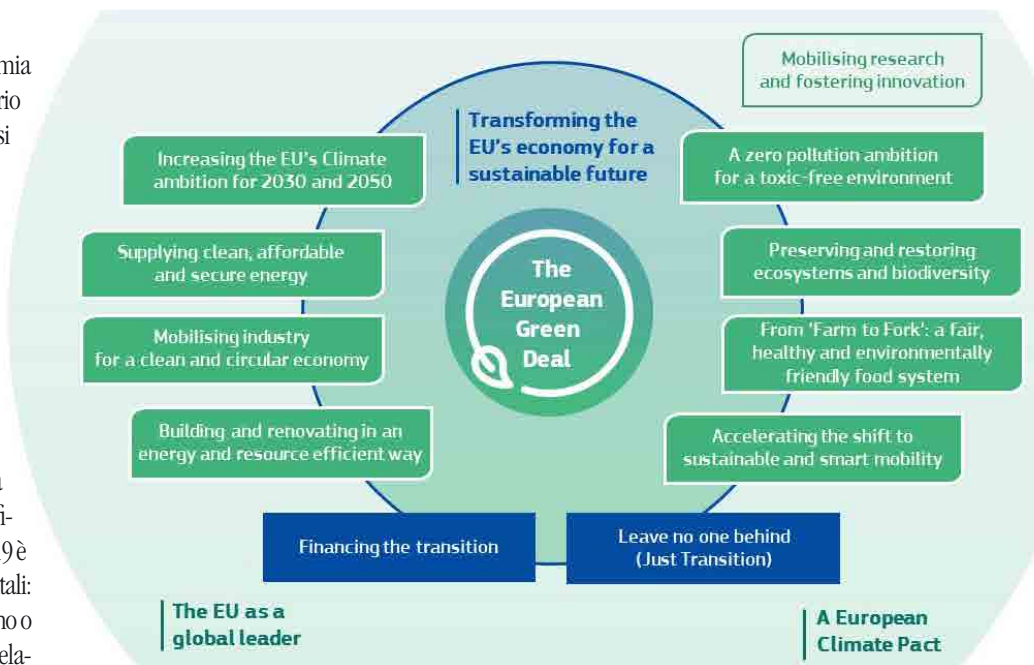 mia
rio
si
fi-
9 è
tali:
no o
ela-
Mobilising research
and fostering innovation
Transforming the
EU's economy for a
sustainable future
Increasing the EU's Climate
ambition for 2030 and 2050
A zero pollution ambition
for a toxic-free environment
Supplying clean, affordable
and secure energy
Preserving and restoring
ecosystems and biodiversity
The
European
Green
Deal
Mobilising industry
for a clean and circular economy
From 'Farm to Fork': a fair,
healthy and environmentally
friendly food system
Building and renovating in an
energy and resource efficient way
Accelerating the shift to
sustainable and smart mobility
Financing the transition
Leave no one behind
(Just Transition)
The EU as a
global leader
A European
Climate Pact